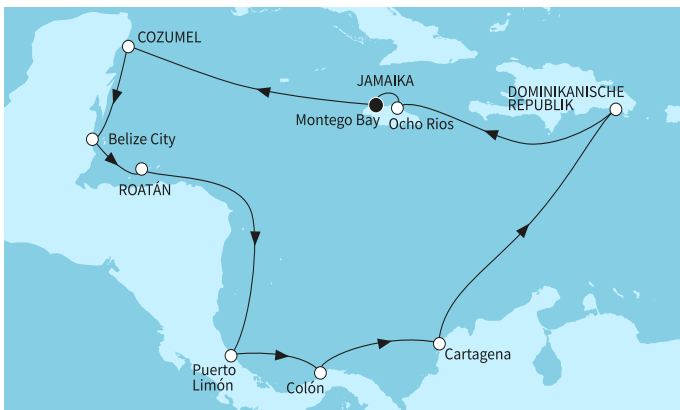 COZUMEL
JAMAIKA
Montego Bay
Ocho Rios
DOMINIKANISCHE
REPUBLIK
Belize City
ROATÁN
Puerto
Limón
Colón
Cartagena